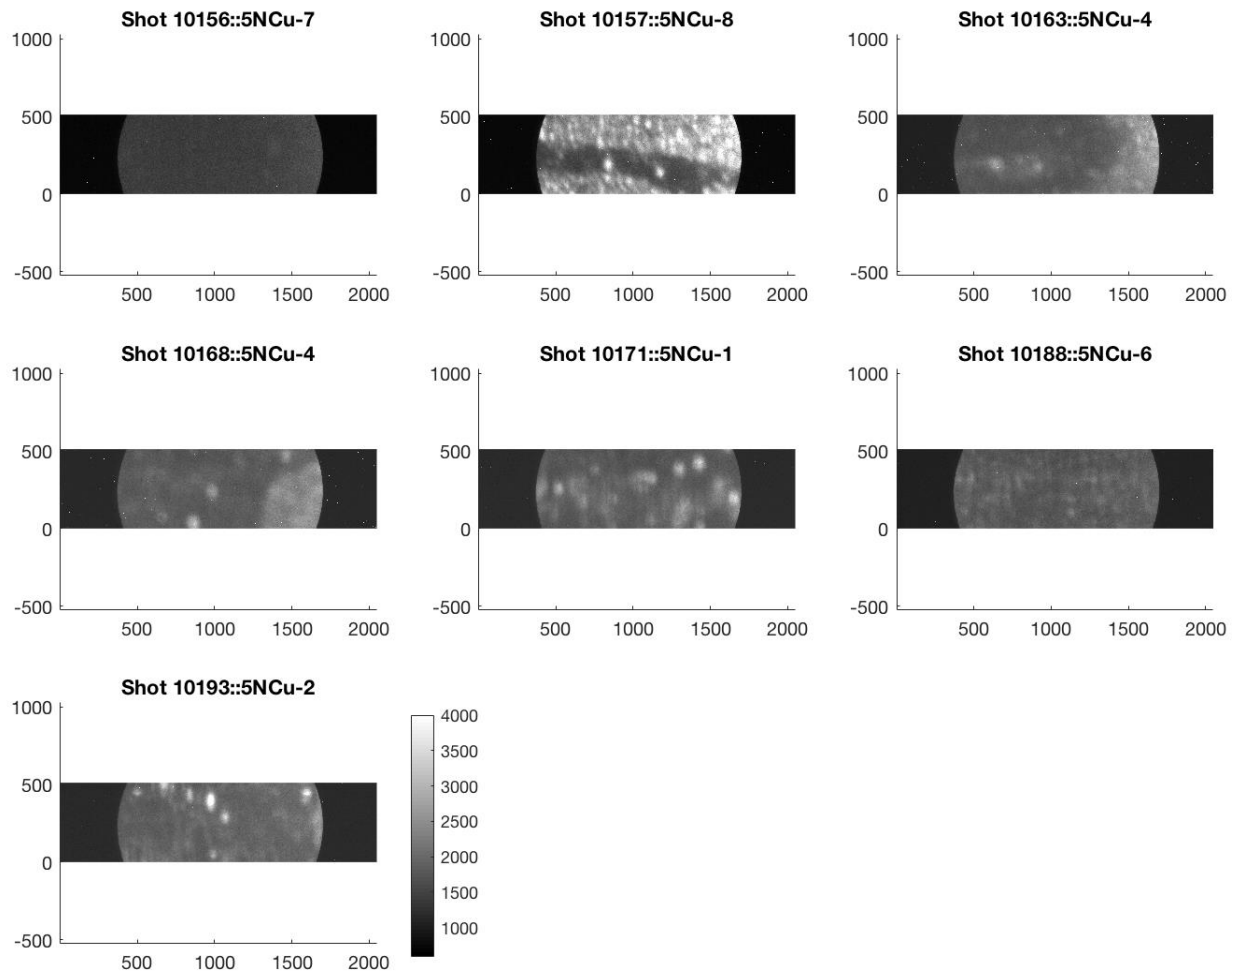 Shot 10156::5NCu-7
1000
500
0
-500
500 1000 1500 2000
Shot 10157::5NCu-8
1000
500
0
-500
500 1000 1500 2000
Shot 10163::5NCu-4
1000
500
0
-500
500 1000 1500 2000
Shot 10168::5NCu-4
1000
500
0
-500
500 1000 1500 2000
Shot 10171::5NCu-1
1000
500
0
-500
500 1000 1500 2000
Shot 10188::5NCu-6
1000
500
0
-500
500 1000 1500 2000
Shot 10193::5NCu-2
1000
500
0
-500
500 1000 1500 2000
4000
3500
3000
2500
2000
1500
1000